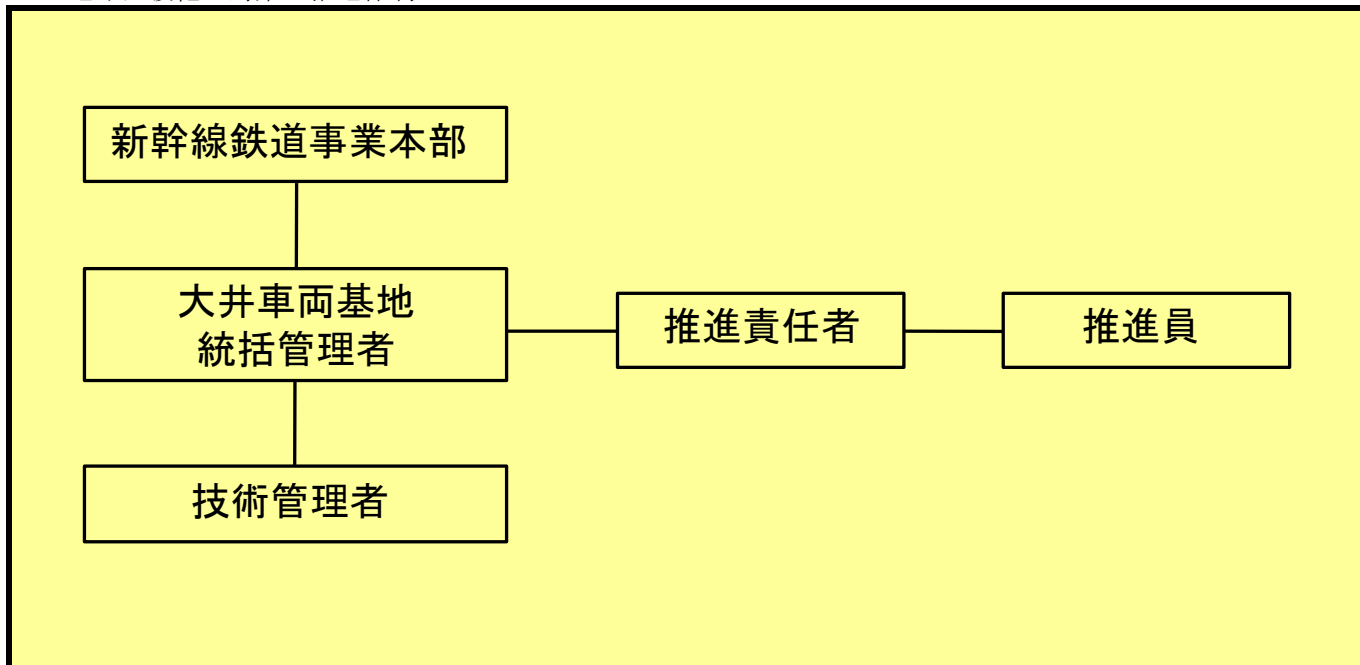 新幹線鉄道事業本部
大井車両基地
統括管理者
推進責任者
推進員
技術管理者